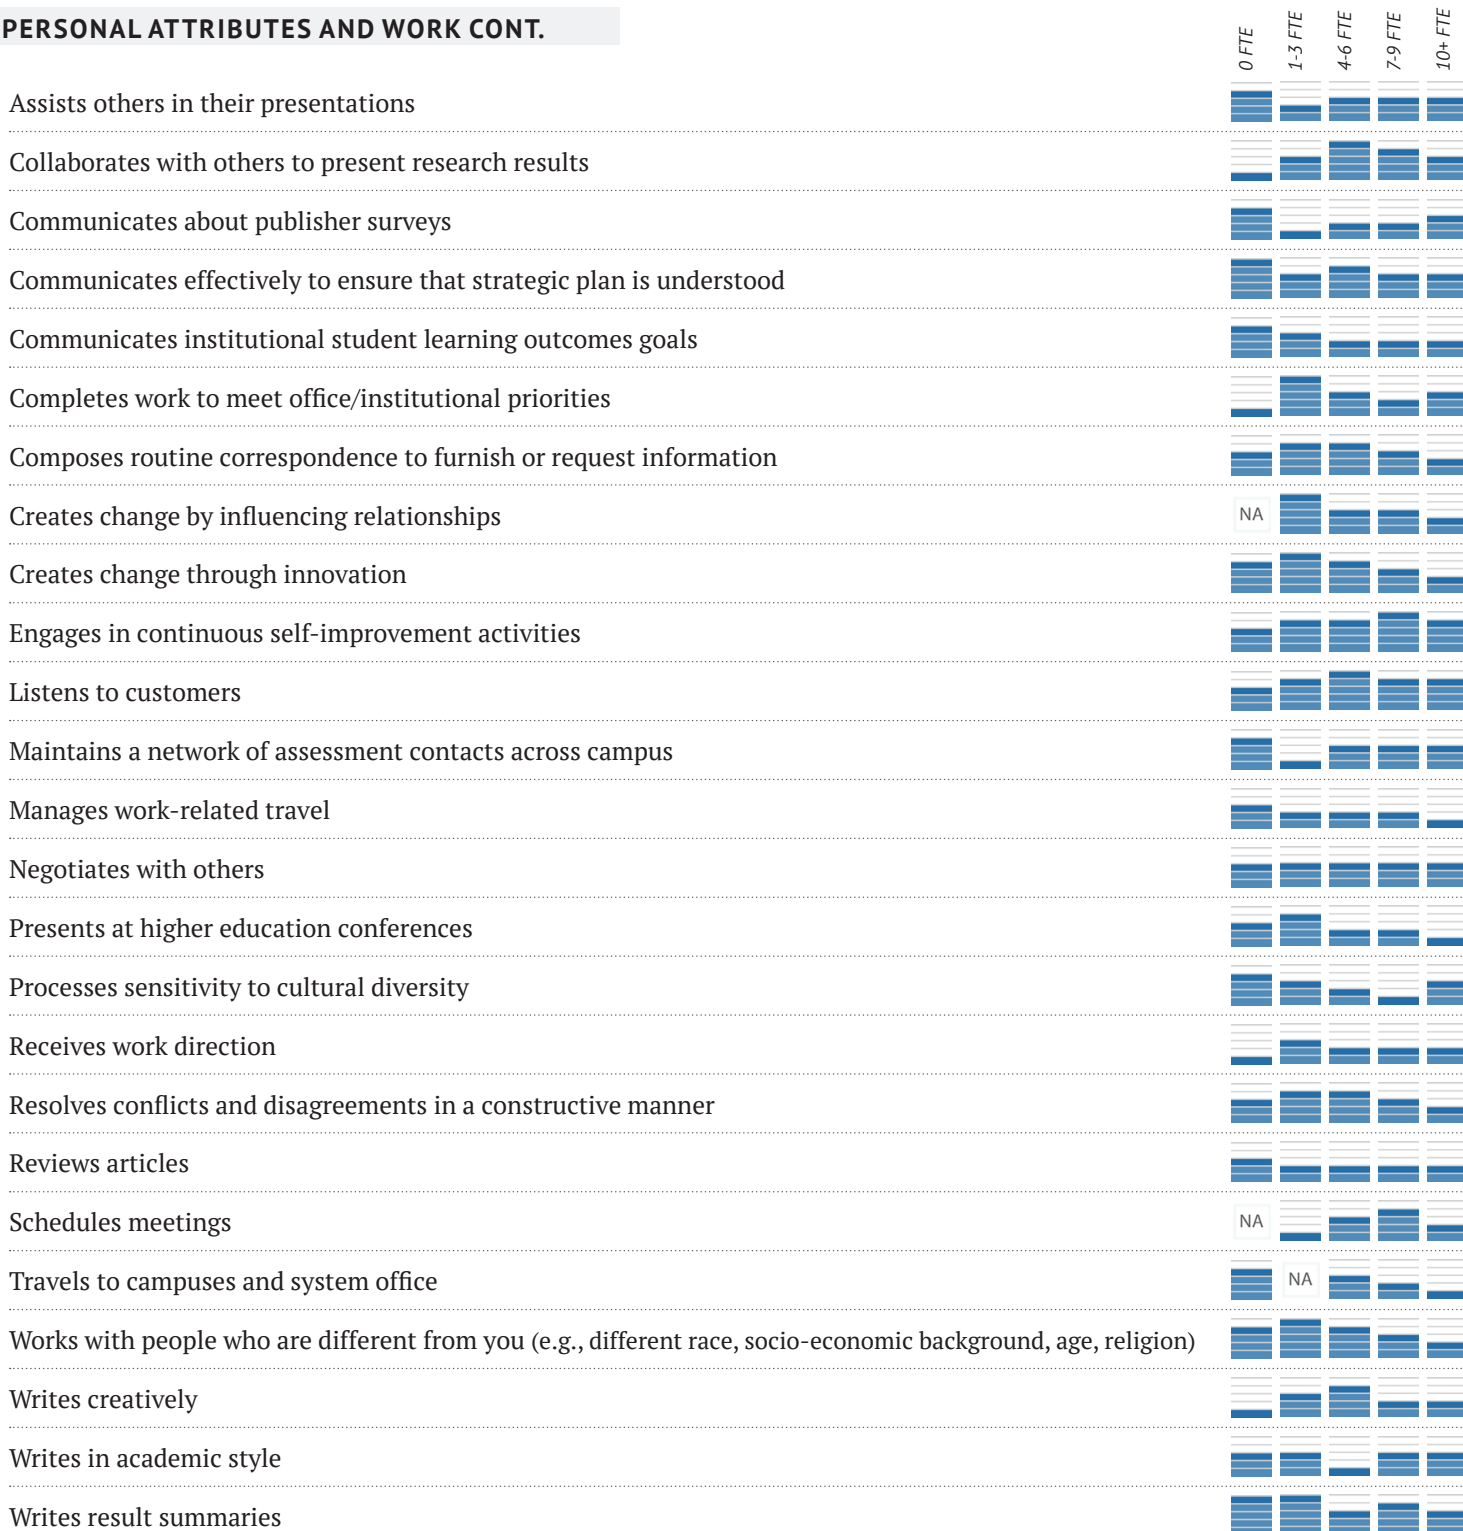 PERSONAL ATTRIBUTES AND WORK CONT.
0 FTE
1-3 FTE
4-6 FTE
7-9 FTE
10+ FTE
Assists others in their presentations
Collaborates with others to present research results
Communicates about publisher surveys
Communicates effectively to ensure that strategic plan is understood
Communicates institutional student learning outcomes goals
Completes work to meet office/institutional priorities
Composes routine correspondence to furnish or request information
Creates change by influencing relationships
NA
Creates change through innovation
Engages in continuous self-improvement activities
Listens to customers
Maintains a network of assessment contacts across campus
Manages work-related travel
Negotiates with others
Presents at higher education conferences
Processes sensitivity to cultural diversity
Receives work direction
Resolves conflicts and disagreements in a constructive manner
Reviews articles
Schedules meetings
NA
Travels to campuses and system office
NA
Works with people who are different from you (e.g., different race, socio-economic background, age, religion)
Writes creatively
Writes in academic style
Writes result summaries